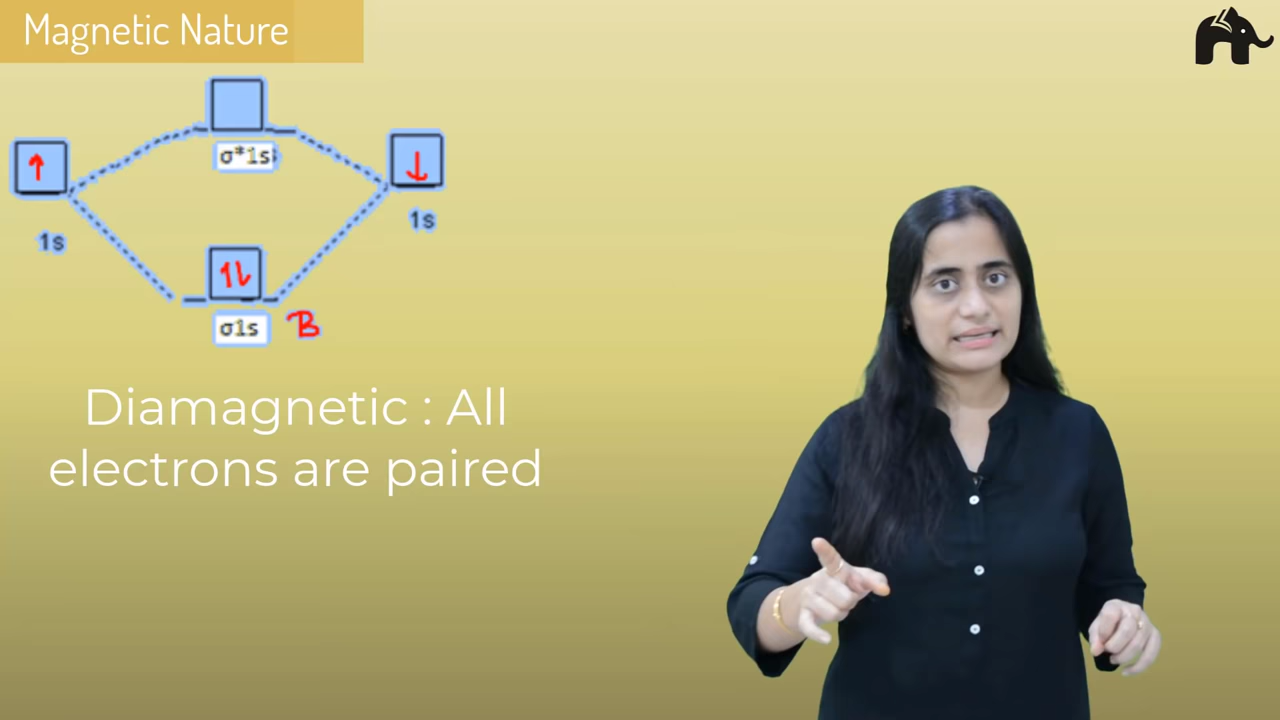 Magnetic Nature
σ*1s
↑
↓
1s
1s
↑↓
σ1s B
Diamagnetic : All
electrons are paired